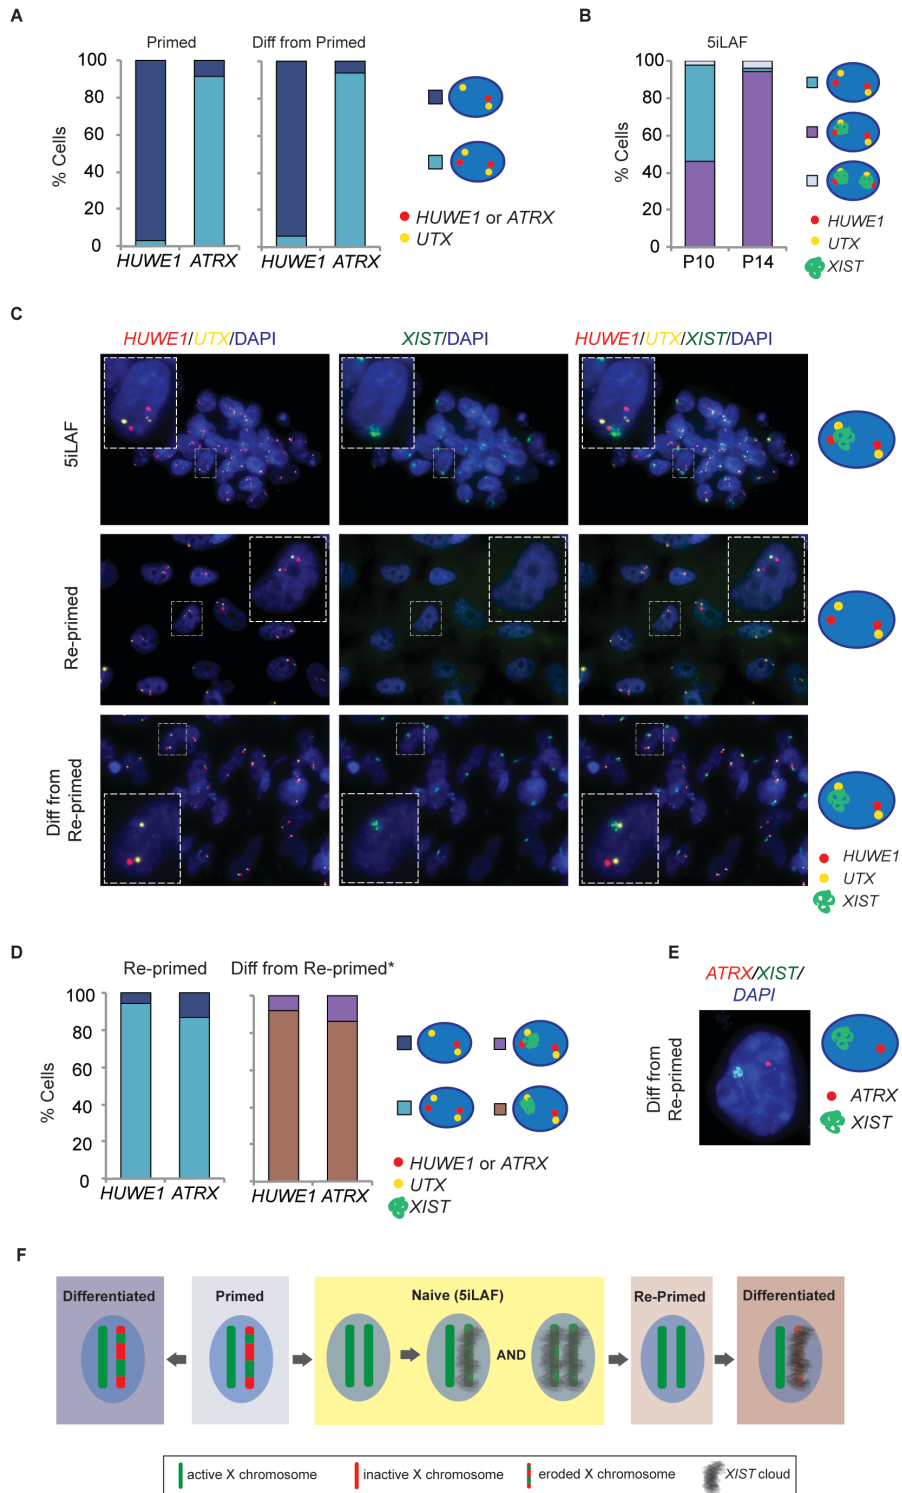 A
Primed
Diff from Primed
% Cells
100
80
60
40
20
0
HUWE1 ATRX
HUWE1 ATRX
HUWE1 or ATRX
UTX
B
5iLAF
% Cells
100
80
60
40
20
0
P10
P14
HUWE1
UTX
XIST
C
HUWE1/UTX/DAPI
XIST/DAPI
HUWE1/UTX/XIST/DAPI
5iLAF
Re-primed
Diff from
Re-primed
HUWE1
UTX
XIST
D
Re-primed
Diff from Re-primed*
% Cells
100
80
60
40
20
0
HUWE1 ATRX
HUWE1 ATRX
HUWE1 or ATRX
UTX
XIST
E
ATRX/XIST/
DAPI
Diff from
Re-primed
ATRX
XIST
F
Differentiated
Primed
Naive (5iLAF)
Re-Primed
Differentiated
AND
active X chromosome
inactive X chromosome
eroded X chromosome
XIST cloud